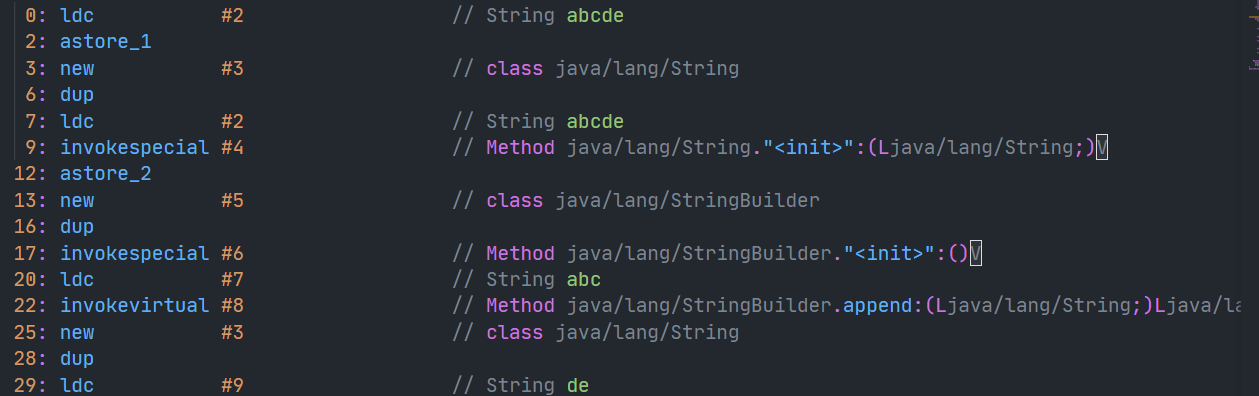 0: ldc #2 // String abcde
2: astore_1
3: new #3 // class java/lang/String
6: dup
7: ldc #2 // String abcde
9: invokespecial #4 // Method java/lang/String."<init>":(Ljava/lang/String;)V
12: astore_2
13: new #5 // class java/lang/StringBuilder
16: dup
17: invokespecial #6 // Method java/lang/StringBuilder."<init>":()V
20: ldc #7 // String abc
22: invokevirtual #8 // Method java/lang/StringBuilder.append:(Ljava/lang/String;)Ljava/la
25: new #3 // class java/lang/String
28: dup
29: ldc #9 // String de